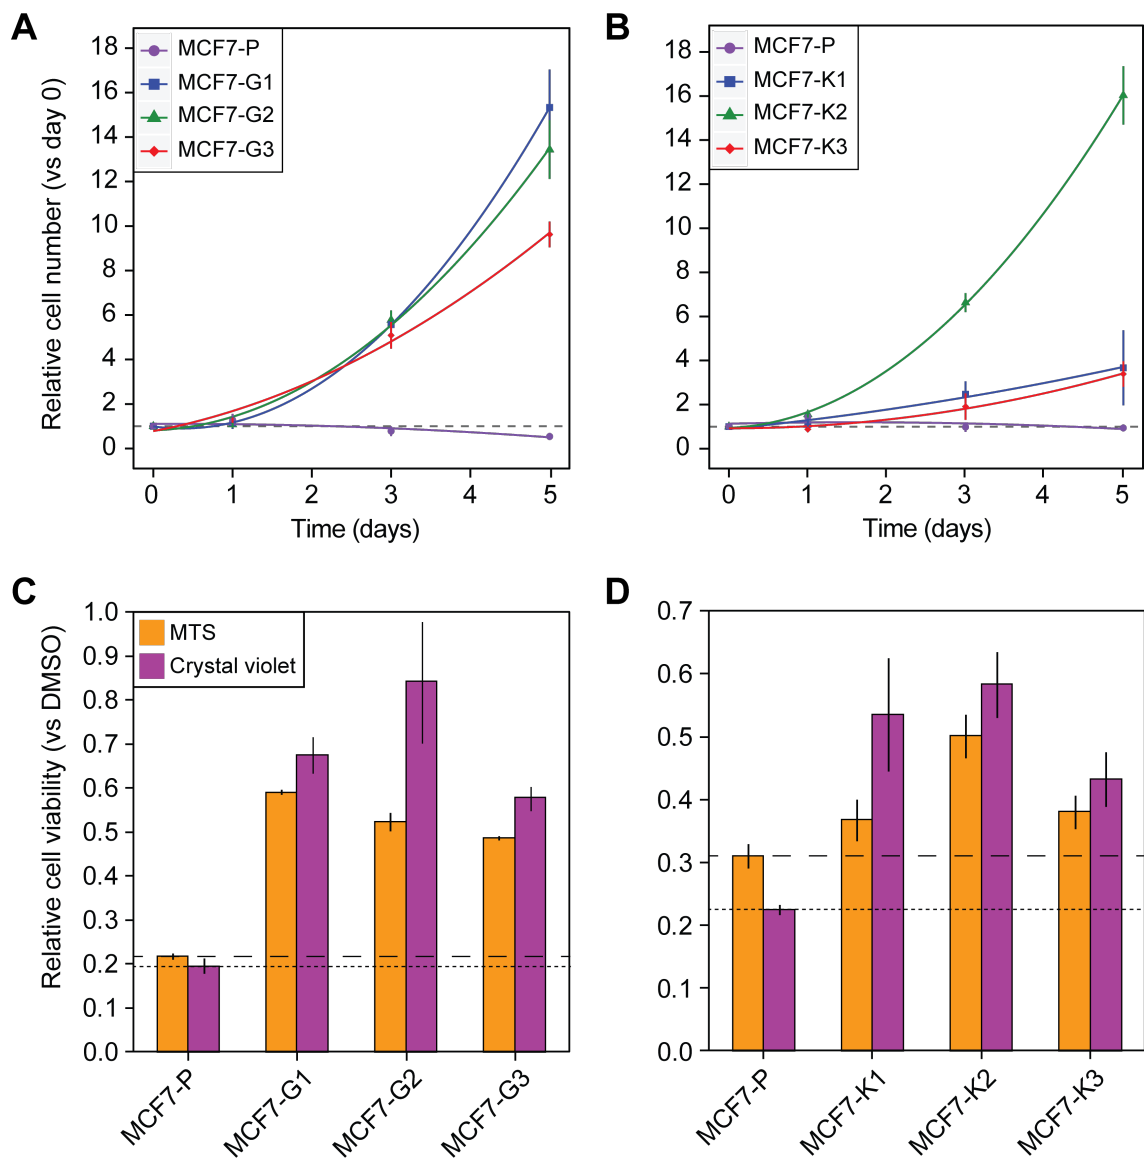 A
Relative cell number (vs day 0)
18
16
14
12
10
8
6
4
2
0
MCF7-P
MCF7-G1
MCF7-G2
MCF7-G3
0 1 2 3 4 5
Time (days)
B
18
16
14
12
10
8
6
4
2
0
MCF7-P
MCF7-K1
MCF7-K2
MCF7-K3
0 1 2 3 4 5
Time (days)
C
Relative cell viability (vs DMSO)
1.0
0.9
0.8
0.7
0.6
0.5
0.4
0.3
0.2
0.1
0.0
MTS
Crystal violet
MCF7-P
MCF7-G1
MCF7-G2
MCF7-G3
D
0.7
0.6
0.5
0.4
0.3
0.2
0.1
0.0
MCF7-P
MCF7-K1
MCF7-K2
MCF7-K3